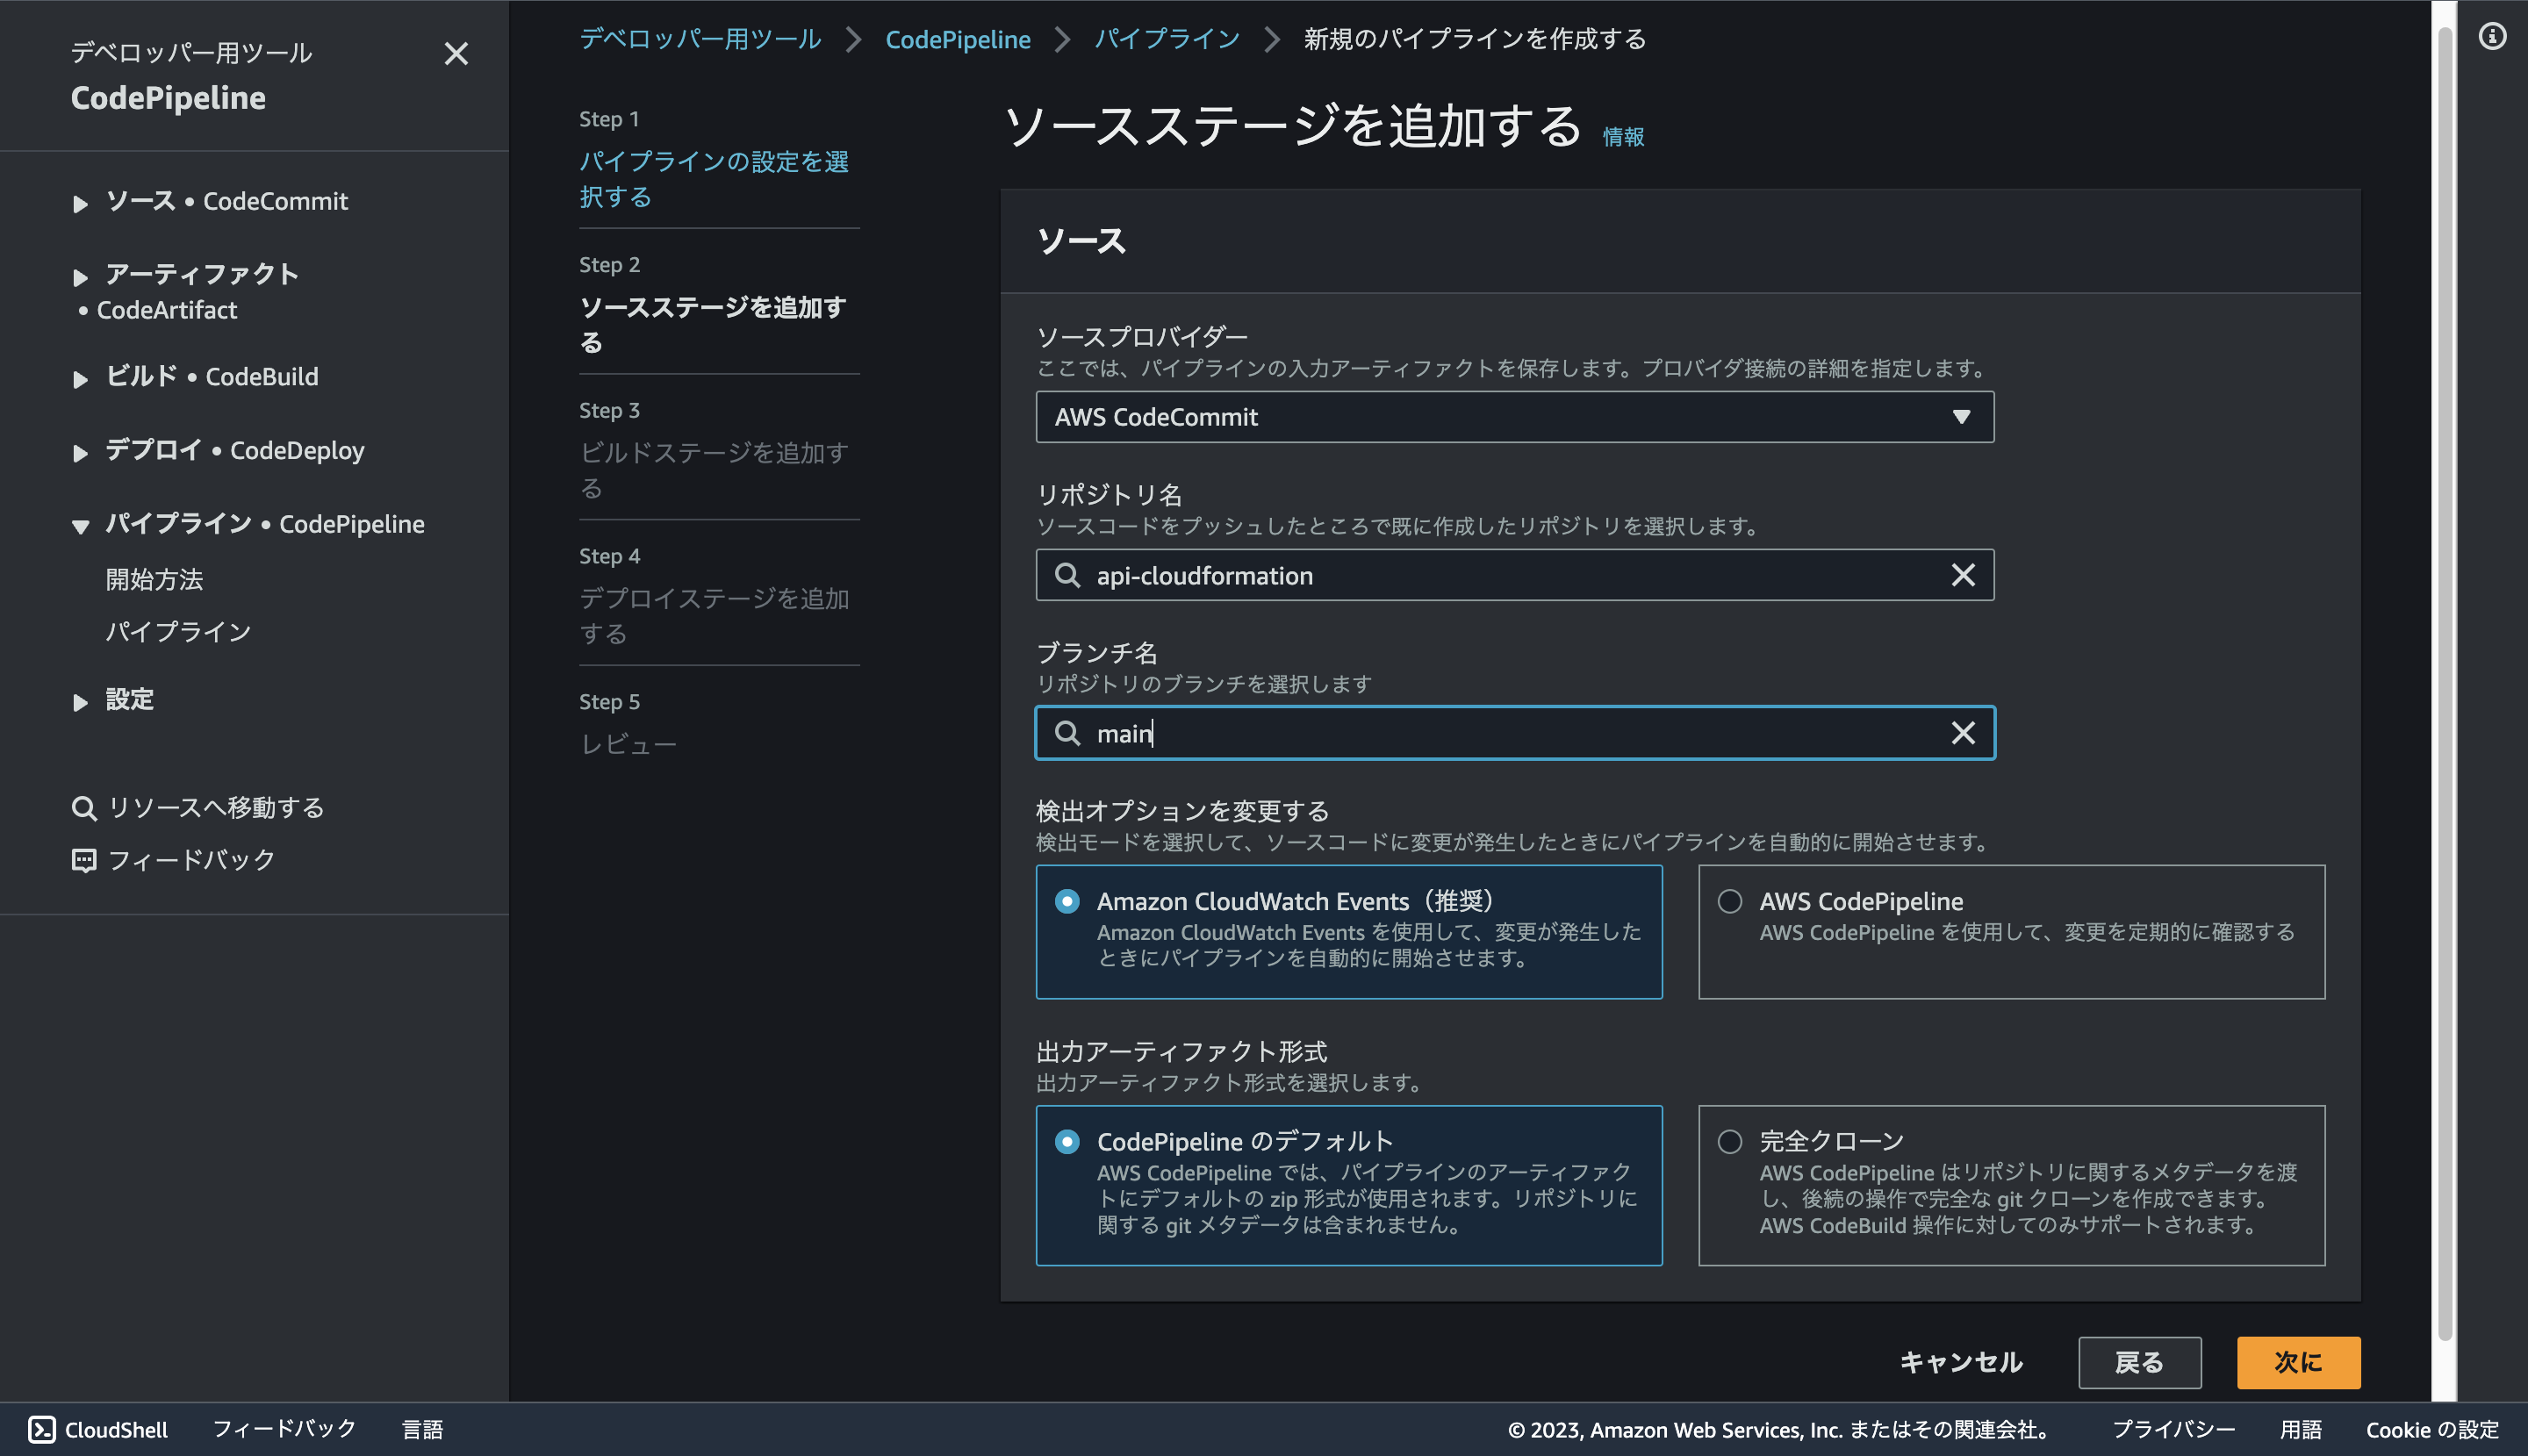 デベロッパー用ツール
CodePipeline
ソース • CodeCommit
アーティファクト
• CodeArtifact
ビルド • CodeBuild
デプロイ • CodeDeploy
パイプライン • CodePipeline
開始方法
パイプライン
設定
リソースへ移動する
フィードバック
デベロッパー用ツール > CodePipeline > パイプライン > 新規のパイプラインを作成する
Step 1
パイプラインの設定を選
択する
Step 2
ソースステージを追加す
る
Step 3
ビルドステージを追加す
る
Step 4
デプロイステージを追加
する
Step 5
レビュー
ソースステージを追加する 情報
ソース
ソースプロバイダー
ここでは、パイプラインの入力アーティファクトを保存します。プロバイダ接続の詳細を指定します。
AWS CodeCommit
リポジトリ名
ソースコードをプッシュしたところで既に作成したリポジトリを選択します。
api-cloudformation
ブランチ名
リポジトリのブランチを選択します
main
検出オプションを変更する
検出モードを選択して、ソースコードに変更が発生したときにパイプラインを自動的に開始させます。
Amazon CloudWatch Events（推奨）
Amazon CloudWatch Events を使用して、変更が発生した
ときにパイプラインを自動的に開始させます。
AWS CodePipeline
AWS CodePipeline を使用して、変更を定期的に確認する
出力アーティファクト形式
出力アーティファクト形式を選択します。
CodePipeline のデフォルト
AWS CodePipeline では、パイプラインのアーティファク
トにデフォルトの zip 形式が使用されます。リポジトリに
関する git メタデータは含まれません。
完全クローン
AWS CodePipeline はリポジトリに関するメタデータを渡
し、後続の操作で完全な git クローンを作成できます。
AWS CodeBuild 操作に対してのみサポートされます。
キャンセル 戻る 次に
CloudShell フィードバック 言語 © 2023, Amazon Web Services, Inc. またはその関連会社。 プライバシー 用語 Cookie の設定